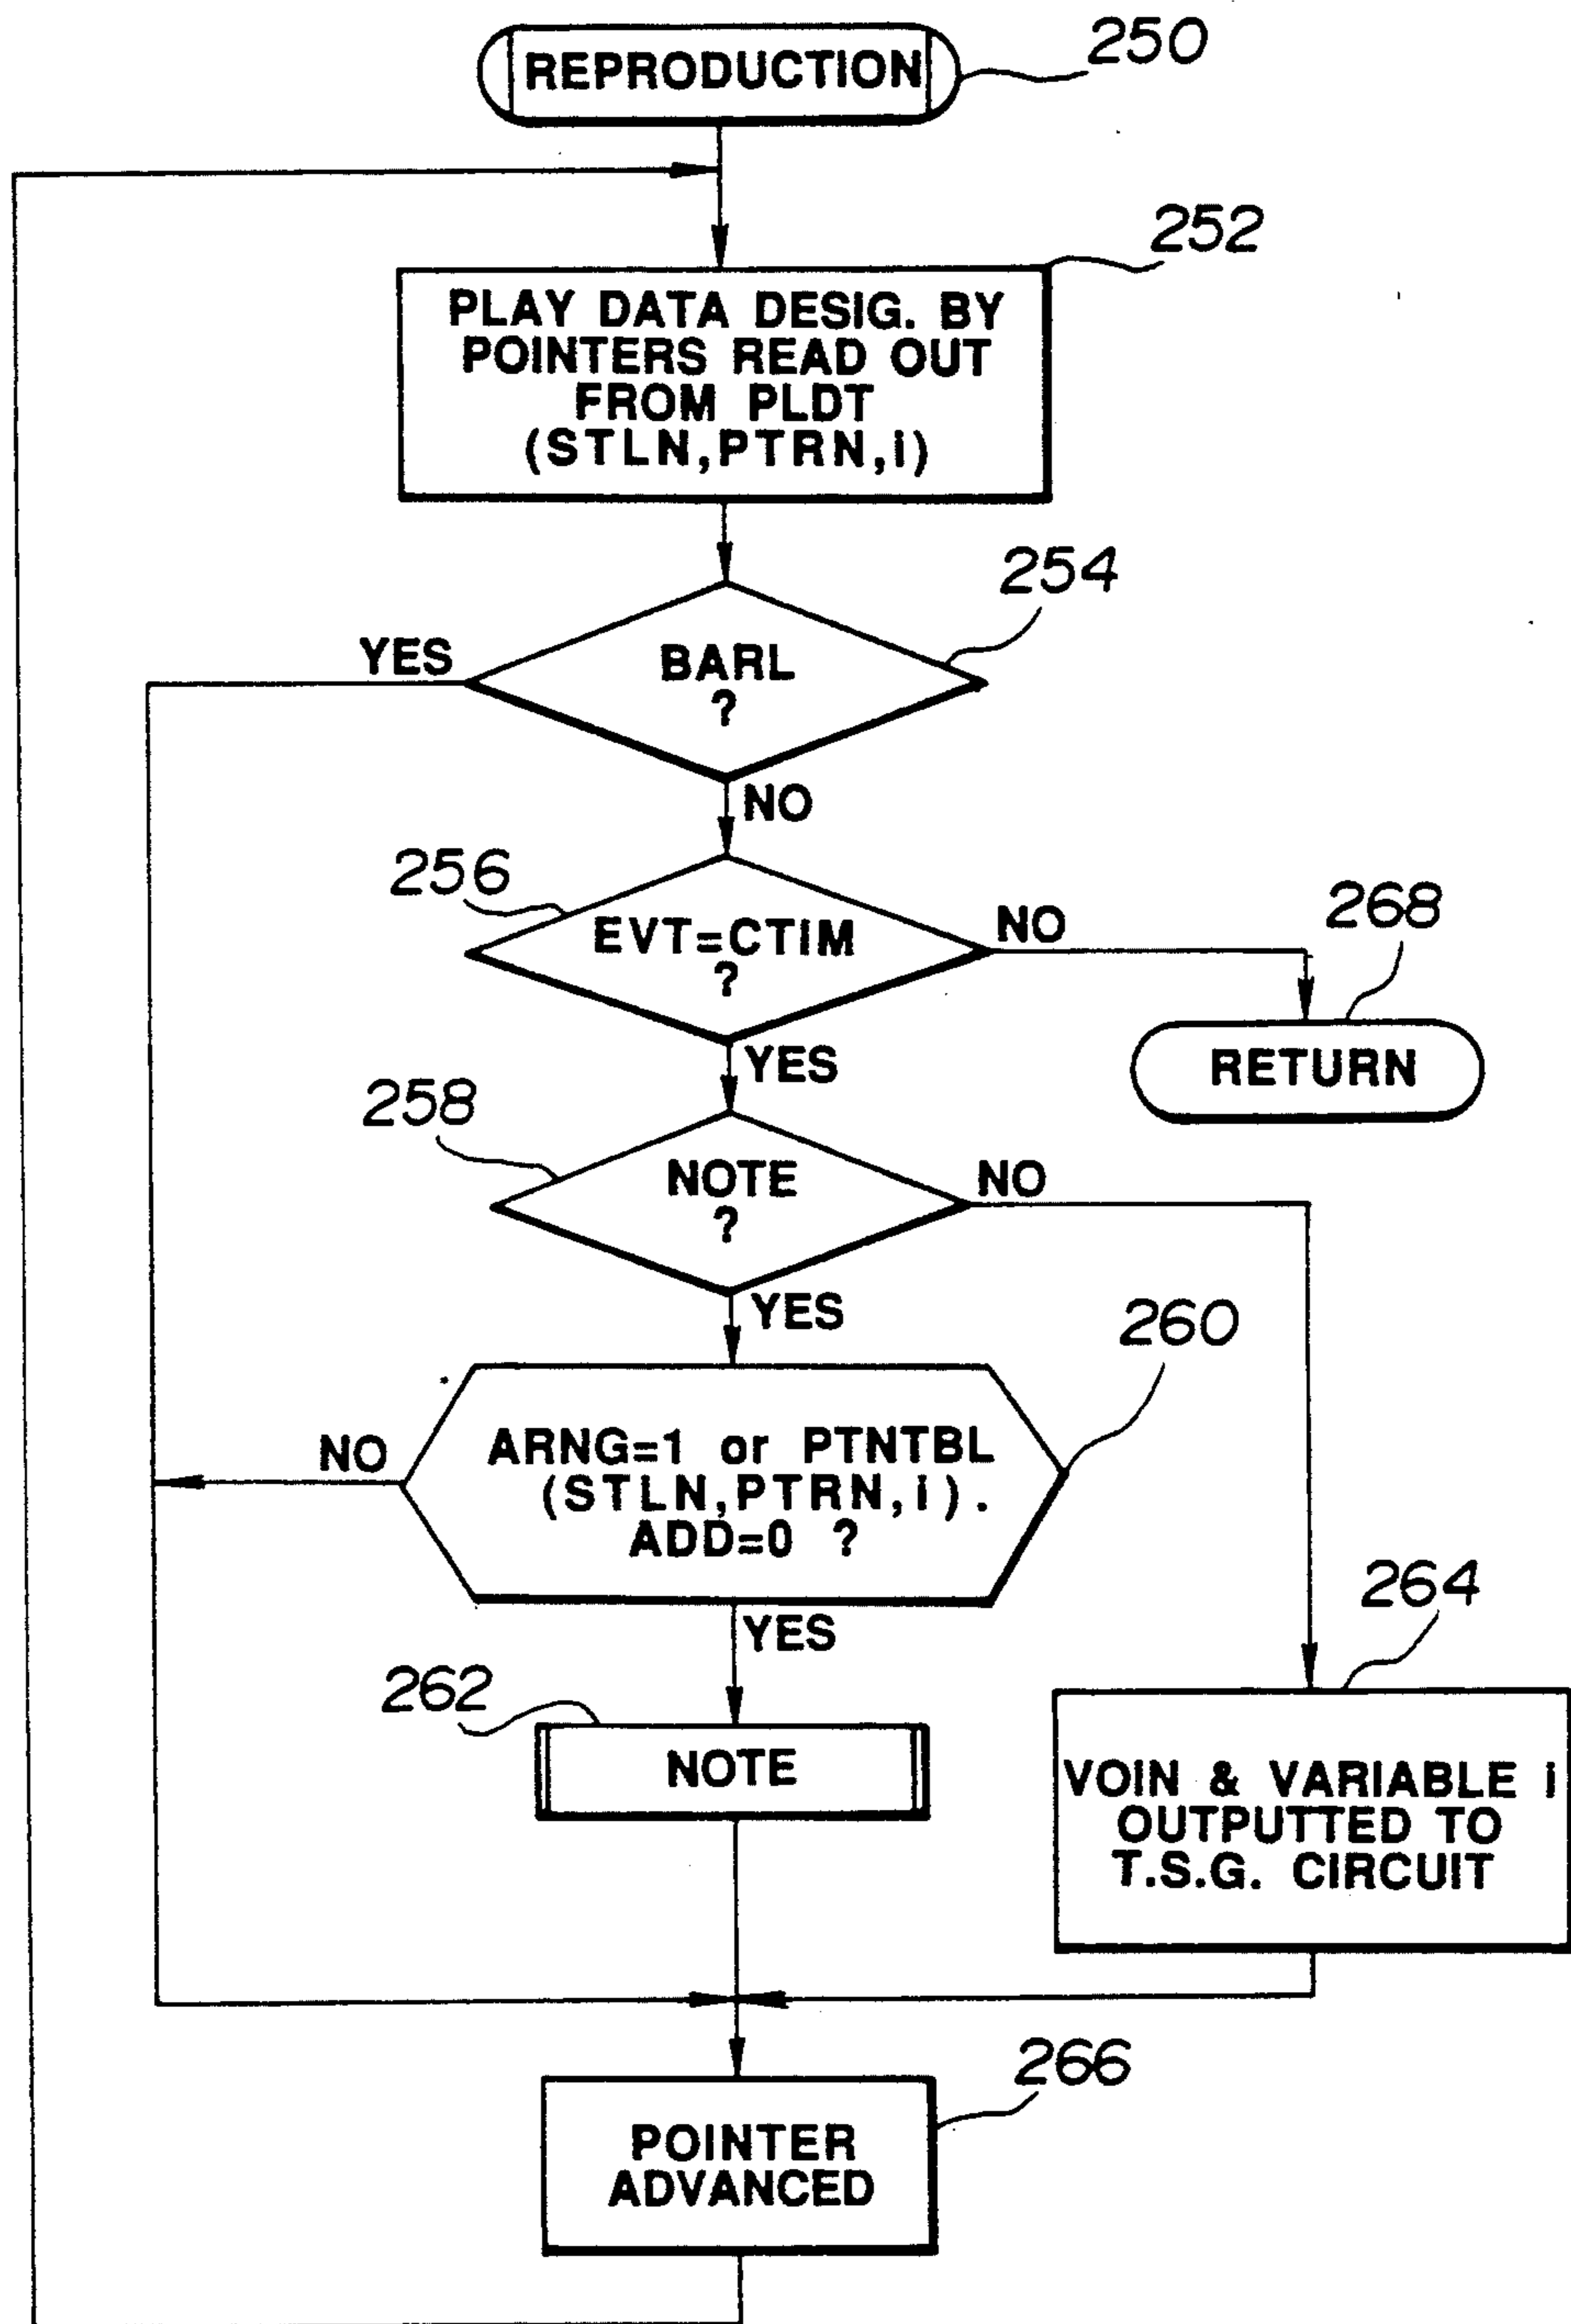 REPRODUCTION
250
252
PLAY DATA DESIG. BY
POINTERS READ OUT
FROM PLDT
(STLN,PTRN,i)
254
YES
BARL
?
NO
256
EVT=CTIM
?
NO
268
YES
RETURN
258
NOTE
?
NO
YES
260
NO
ARNG=1 or PTNTBL
(STLN,PTRN,i).
ADD=0 ?
YES
264
262
NOTE
VOIN & VARIABLE i
OUTPUTTED TO
T.S.G. CIRCUIT
266
POINTER
ADVANCED